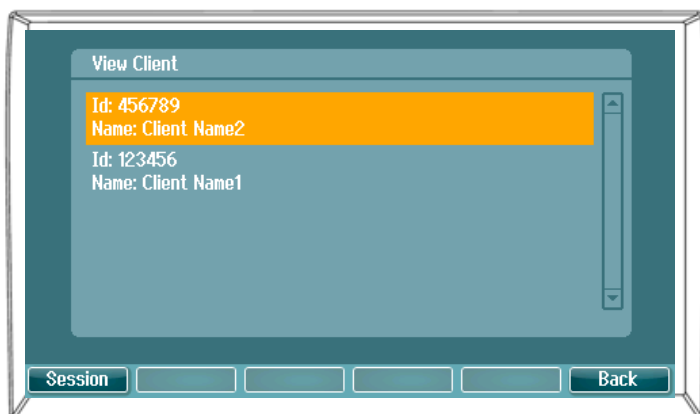 View Client
Id: 456789
Name: Client Name2
Id: 123456
Name: Client Name1
Session
Back